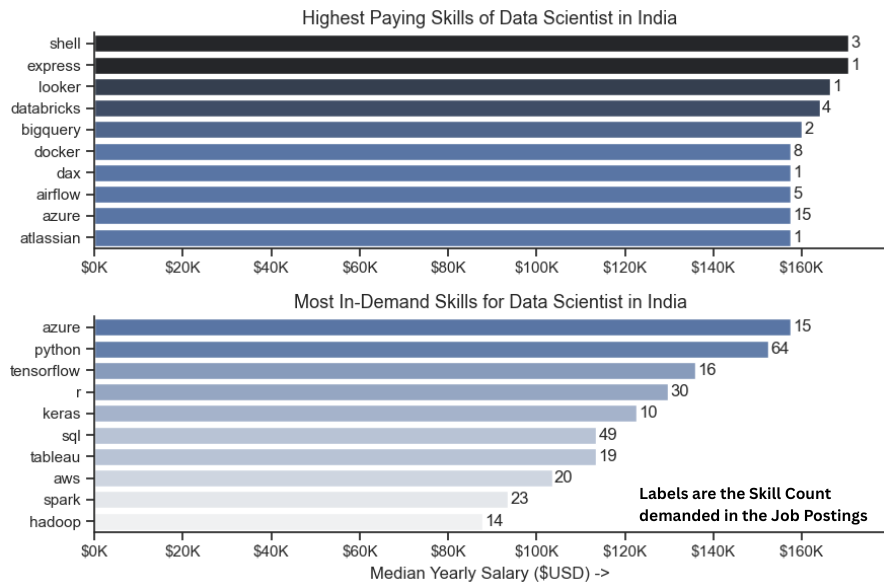 Highest Paying Skills of Data Scientist in India
shell 3
express 1
looker 1
databricks 4
bigquery 2
docker 8
dax 1
airflow 5
azure 15
atlassian 1
$0K $20K $40K $60K $80K $100K $120K $140K $160K
Most In-Demand Skills for Data Scientist in India
azure 15
python 64
tensorflow 16
r 30
keras 10
sql 49
tableau 19
aws 20
spark 23
hadoop 14
Labels are the Skill Count
demanded in the Job Postings
$0K $20K $40K $60K $80K $100K $120K $140K $160K
Median Yearly Salary ($USD) ->